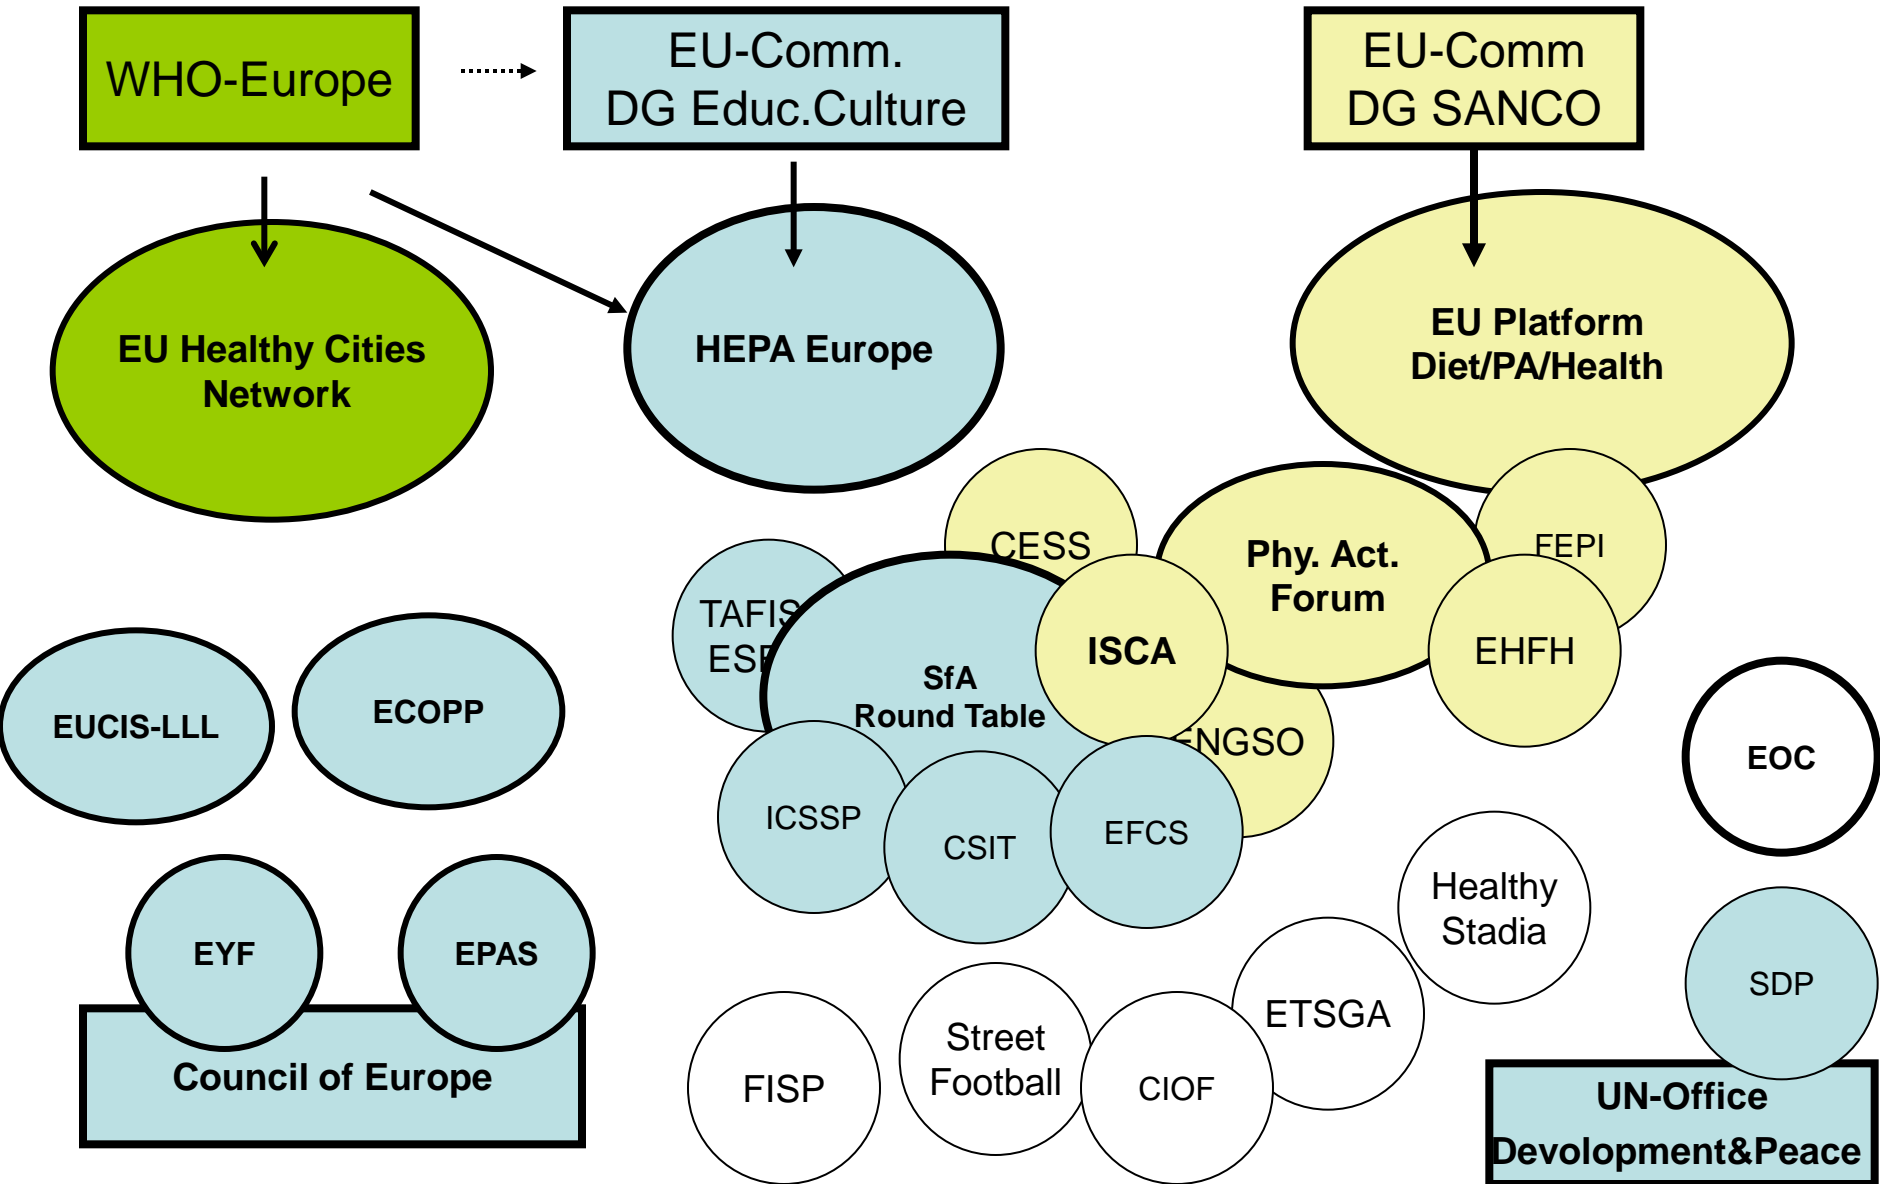 WHO-Europe
EU-Comm.
DG Educ.Culture
EU-Comm
DG SANCO
EU Healthy Cities
Network
HEPA Europe
EU Platform
Diet/PA/Health
CESS
Phy. Act.
Forum
FEPI
TAFIS
ISCA
EHFH
SfA
Round Table
EUCIS-LLL
ECOPP
ENGSO
EOC
ICSSP
CSIT
EFCS
Healthy
Stadia
EYF
EPAS
SDP
ETSGA
Street
Football
FISP
CIOF
Council of Europe
UN-Office
Devolopment&Peace